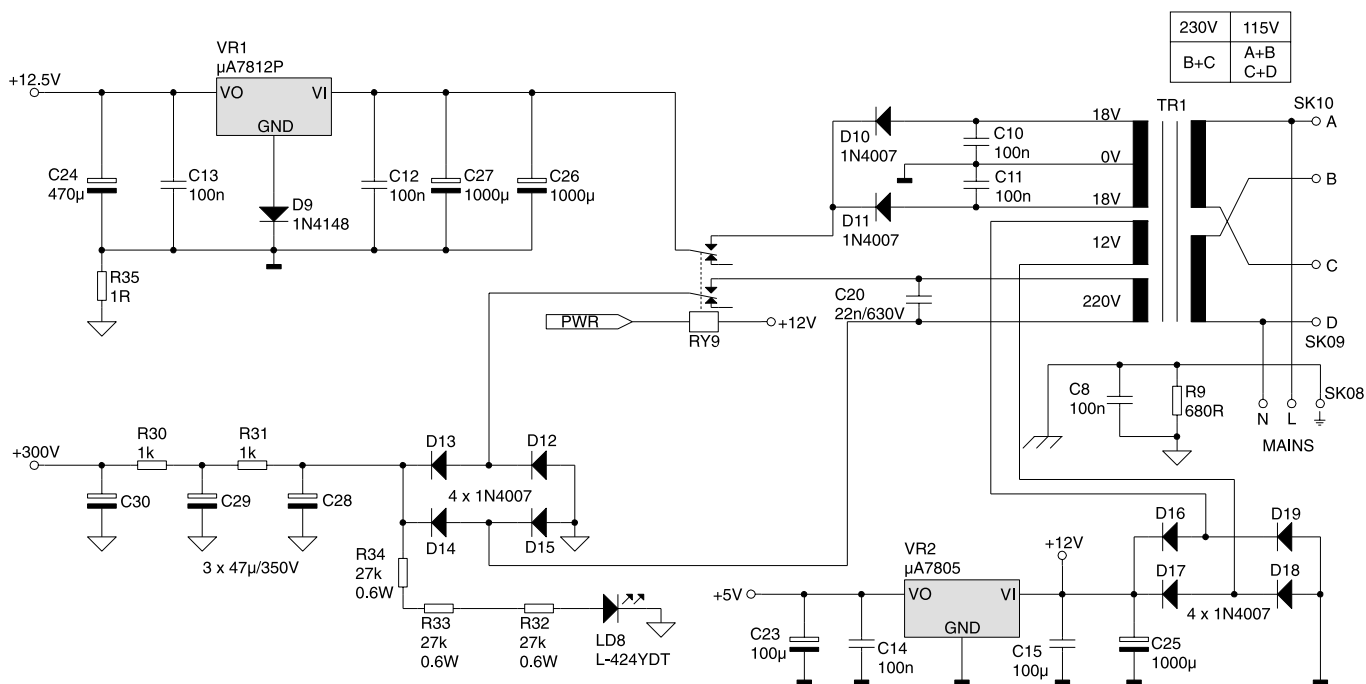 230V 115V
B+C A+B
C+D
VR1
µA7812P
+12.5V
VO VI
GND
C24
470µ
C13
100n
D9
1N4148
C12
100n
C27
1000µ
C26
1000µ
R35
1R
D10
1N4007
D11
1N4007
C10
100n
C11
100n
18V
0V
18V
12V
220V
TR1
SK10
A
B
C
D
SK09
C20
22n/630V
PWR
RY9
+12V
C8
100n
R9
680R
SK08
N L
MAINS
+300V
R30
1k
R31
1k
C30
C29
C28
3 x 47µ/350V
D13
D12
4 x 1N4007
D14
D15
R34
27k
0.6W
R33
27k
0.6W
R32
27k
0.6W
LD8
L-424YDT
+5V
VR2
µA7805
VO VI
GND
+12V
C23
100µ
C14
100n
C15
100µ
C25
1000µ
D16
D19
D17
D18
4 x 1N4007